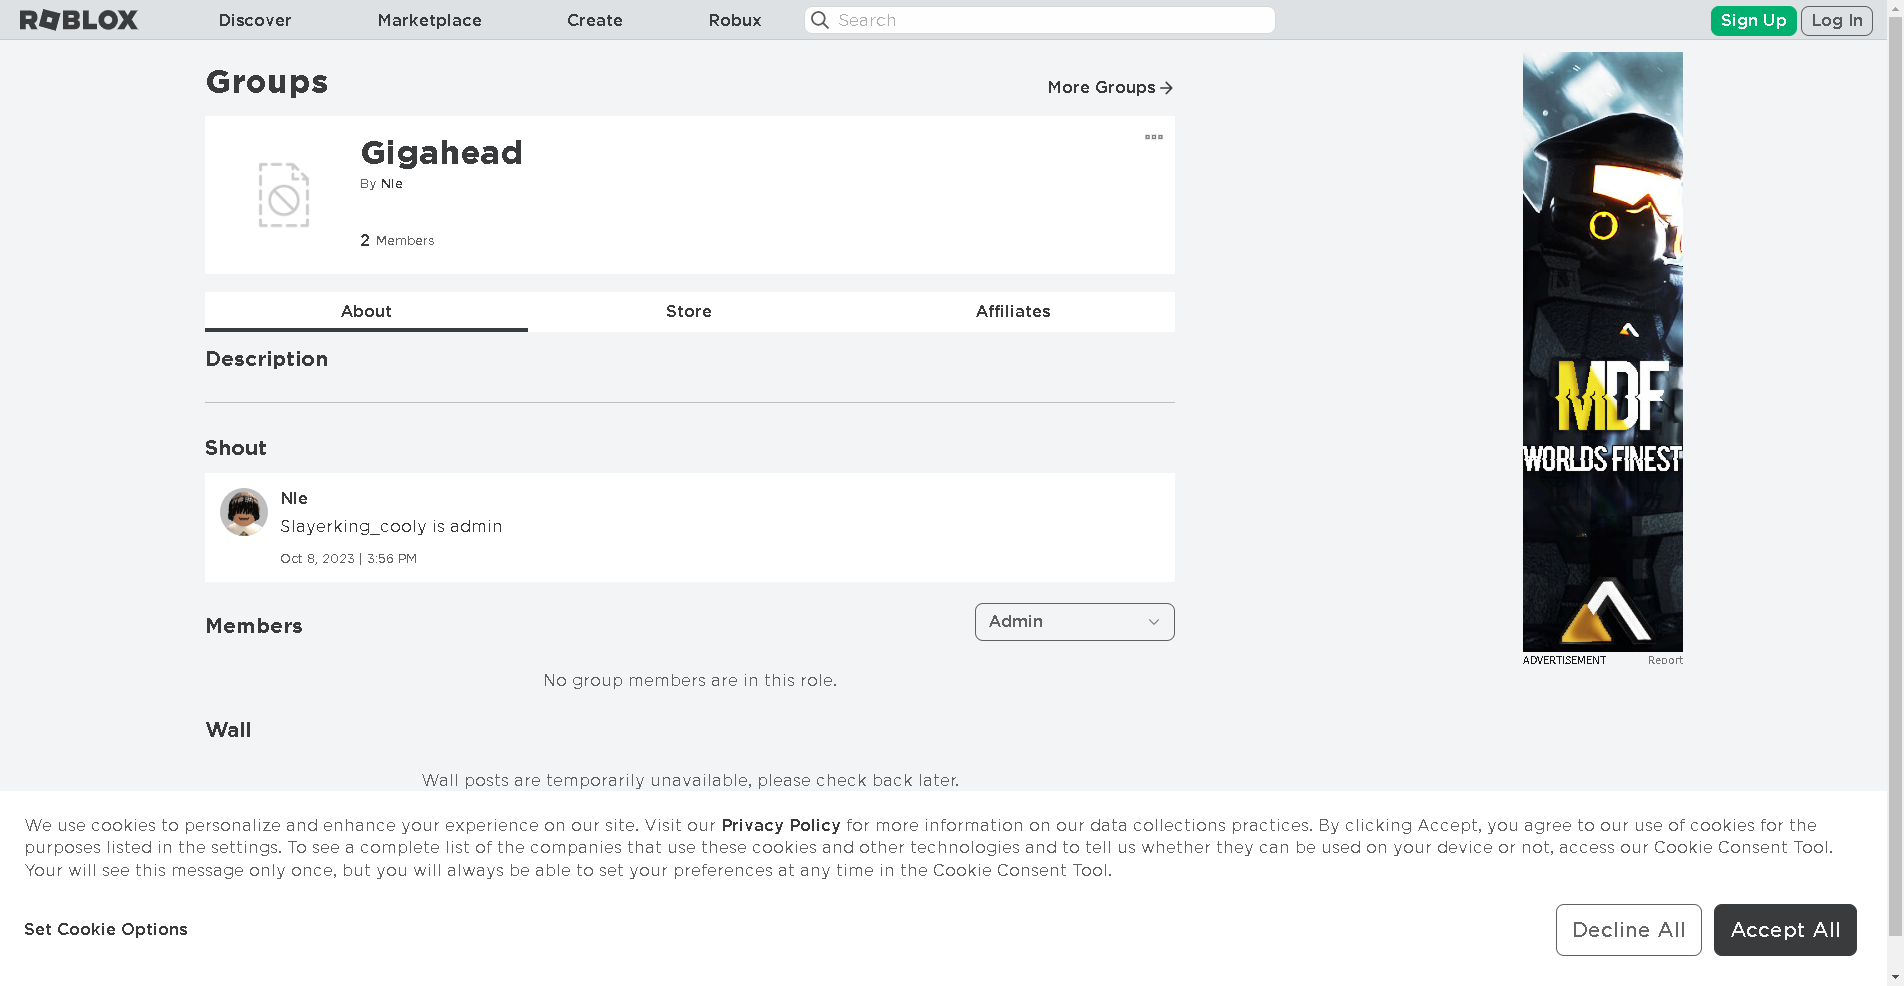 ROBLOX Discover Marketplace Create Robux Search Sign Up Log In
Groups
More Groups
Gigahead
By Nle
2 Members
About Store Affiliates
Description
Shout
Nle
Slayerking_cooly is admin
Oct 8, 2023 | 3:56 PM
Members
Admin
No group members are in this role.
Wall
Wall posts are temporarily unavailable, please check back later.
MDF
WORLDS FINEST
ADVERTISEMENT Report
We use cookies to personalize and enhance your experience on our site. Visit our Privacy Policy for more information on our data collections practices. By clicking Accept, you agree to our use of cookies for the
purposes listed in the settings. To see a complete list of the companies that use these cookies and other technologies and to tell us whether they can be used on your device or not, access our Cookie Consent Tool.
Your will see this message only once, but you will always be able to set your preferences at any time in the Cookie Consent Tool.
Set Cookie Options
Decline All
Accept All